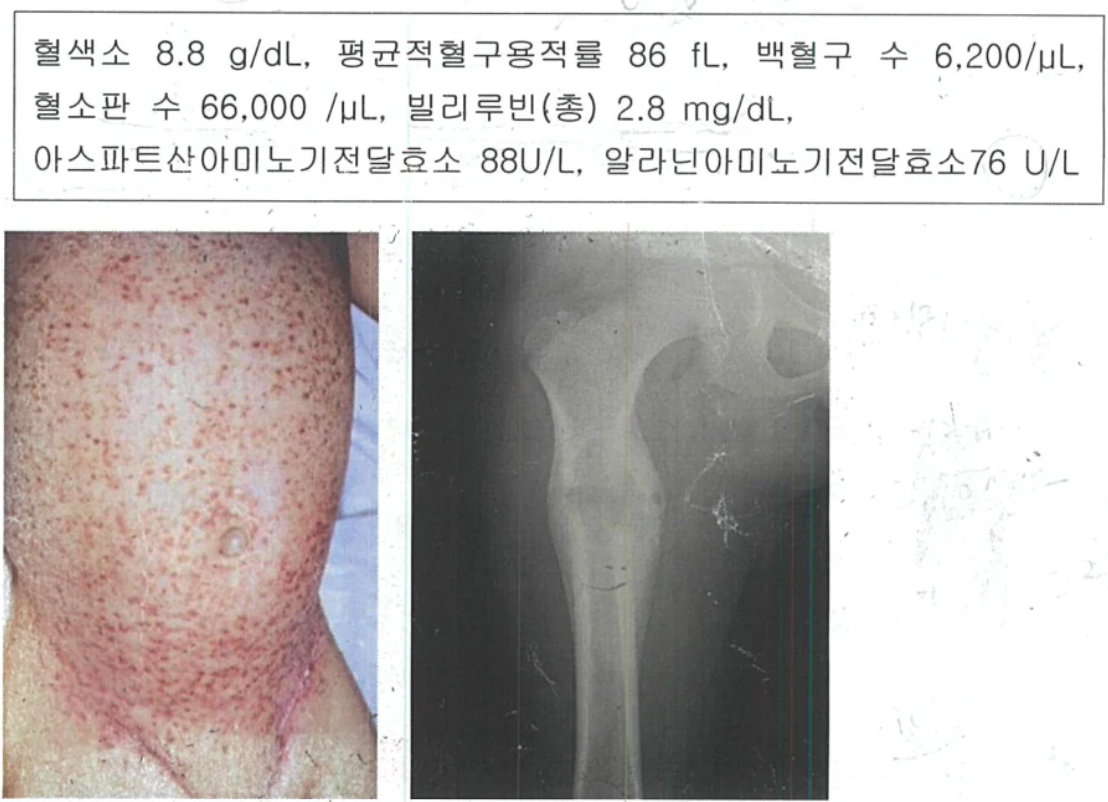 혈색소 8.8 g/dL, 평균적혈구용적률 86 fL, 백혈구 수 6,200/μL,
혈소판 수 66,000 /μL, 빌리루빈(총) 2.8 mg/dL,
아스파트산아미노기전달효소 88U/L, 알라닌아미노기전달효소76 U/L